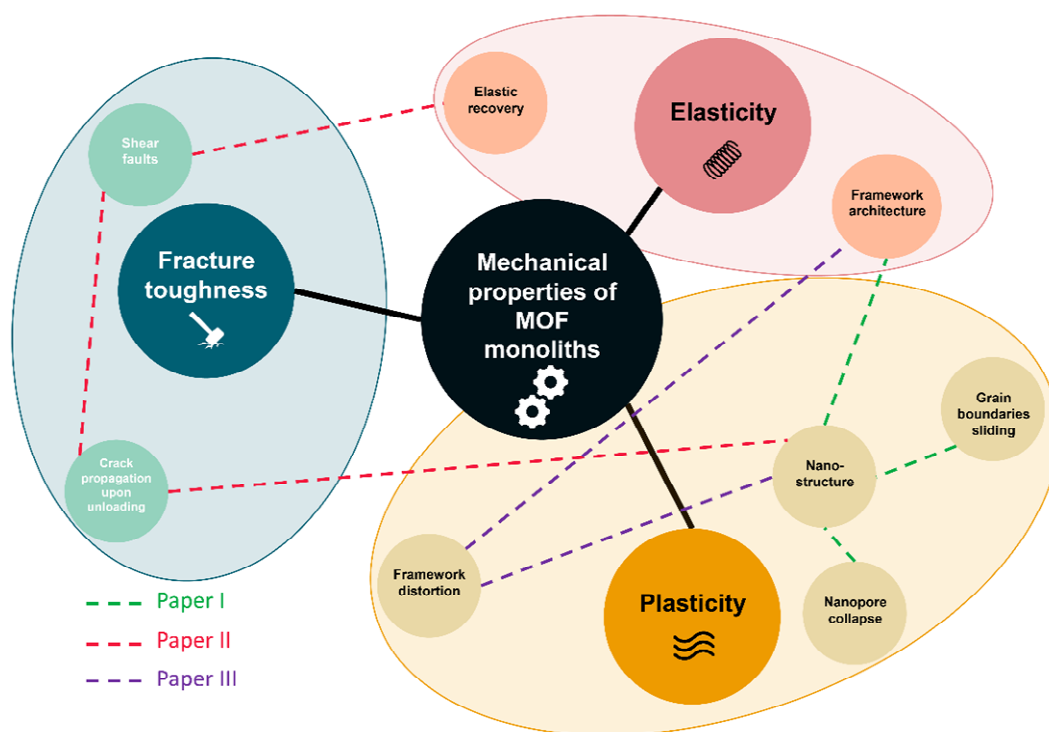 Elastic
recovery
Elasticity
Shear
faults
Framework
architecture
Fracture
toughness
Mechanical
properties of
MOF
monoliths
Grain
boundaries
sliding
Crack
propagation
upon
unloading
Nano-
structure
Framework
distortion
Plasticity
Nanopore
collapse
Paper I
Paper II
Paper III